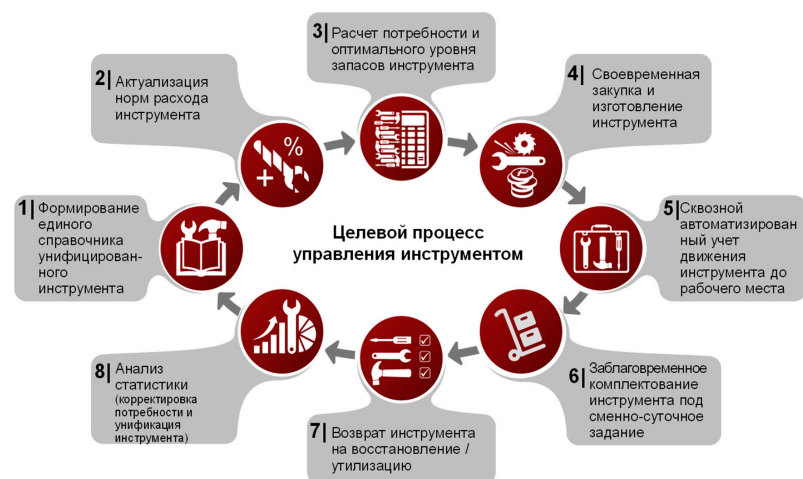 1 Формирование
единого
справочника
унифицирован-
ного
инструмента
2 Актуализация
норм расхода
инструмента
3 Расчет потребности и
оптимального уровня
запасов инструмента
4 Своевременная
закупка и
изготовление
инструмента
5 Сквозной
автоматизирован
ный учет
движения
инструмента до
рабочего места
6 Заблаговременное
комплектование
инструмента под
сменно-суточное
задание
7 Возврат инструмента
на восстановление /
утилизацию
8 Анализ
статистики
(корректировка
потребности и
унификация
инструмента)
Целевой процесс
управления инструментом
%
+
₽